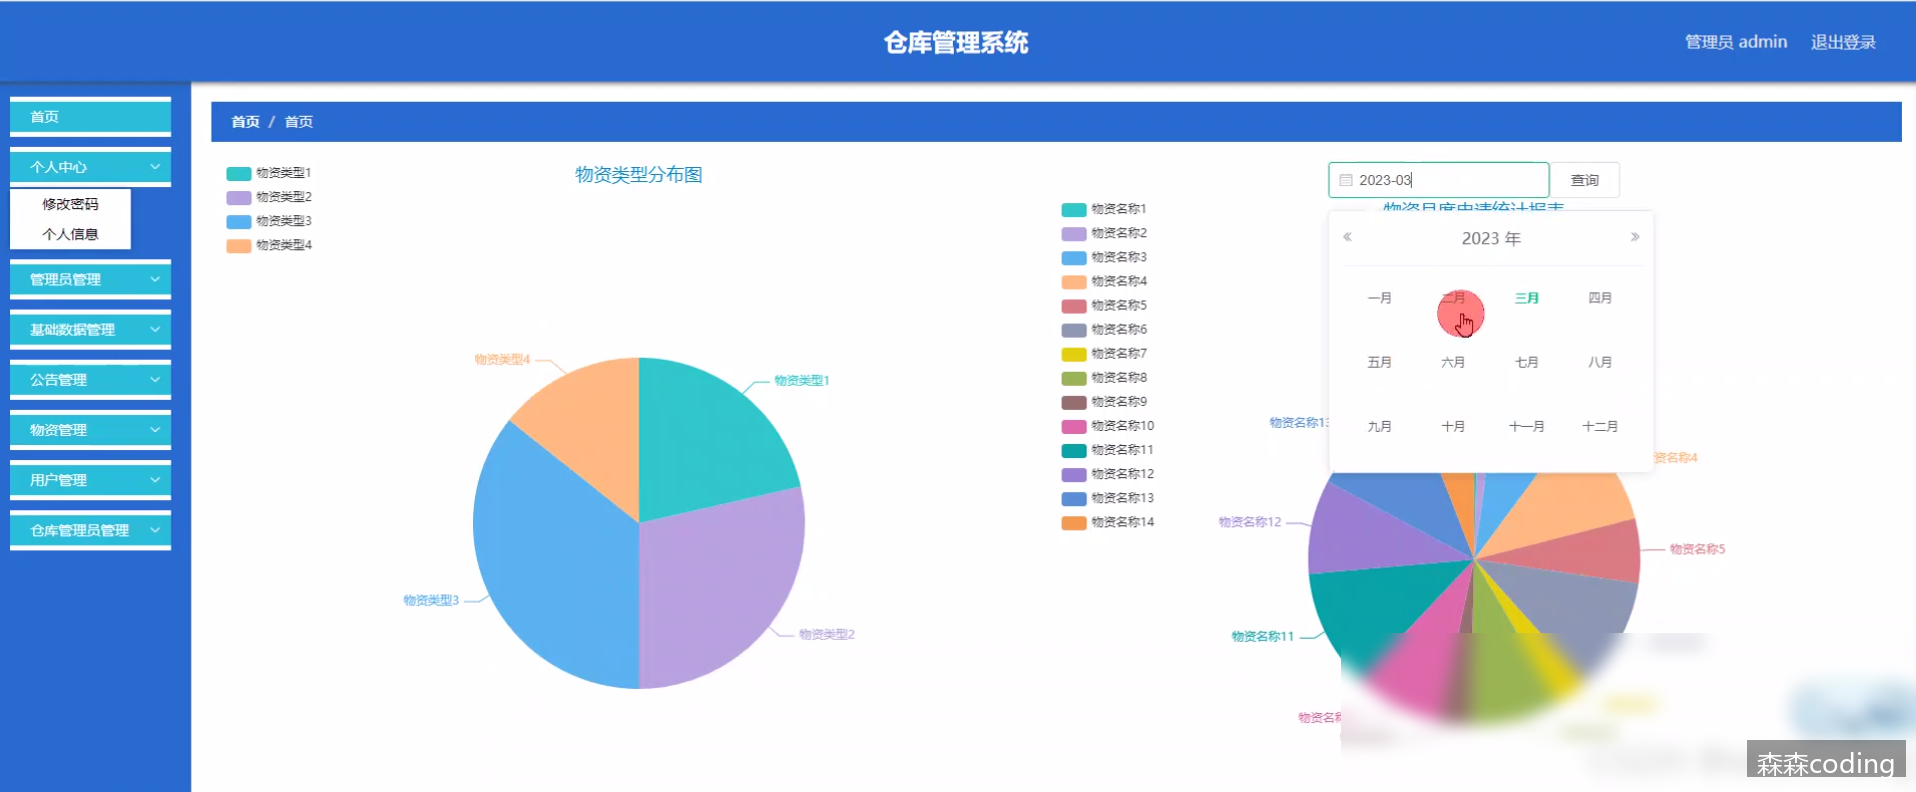 仓库管理系统
管理员 admin
退出登录
首页
个人中心
修改密码
个人信息
管理员管理
基础数据管理
公告管理
物资管理
用户管理
仓库管理员管理
首页 / 首页
物资类型1
物资类型2
物资类型3
物资类型4
物资类型分布图
物资类型4
物资类型1
物资类型3
物资类型2
2023-03
查询
物资月度申请统计报表
物资名称1
物资名称2
物资名称3
物资名称4
物资名称5
物资名称6
物资名称7
物资名称8
物资名称9
物资名称10
物资名称11
物资名称12
物资名称13
物资名称14
2023 年
一月 二月 三月 四月
五月 六月 七月 八月
九月 十月 十一月 十二月
物资名称13
资名称4
物资名称12
物资名称5
物资名称11
物资名称
森森coding